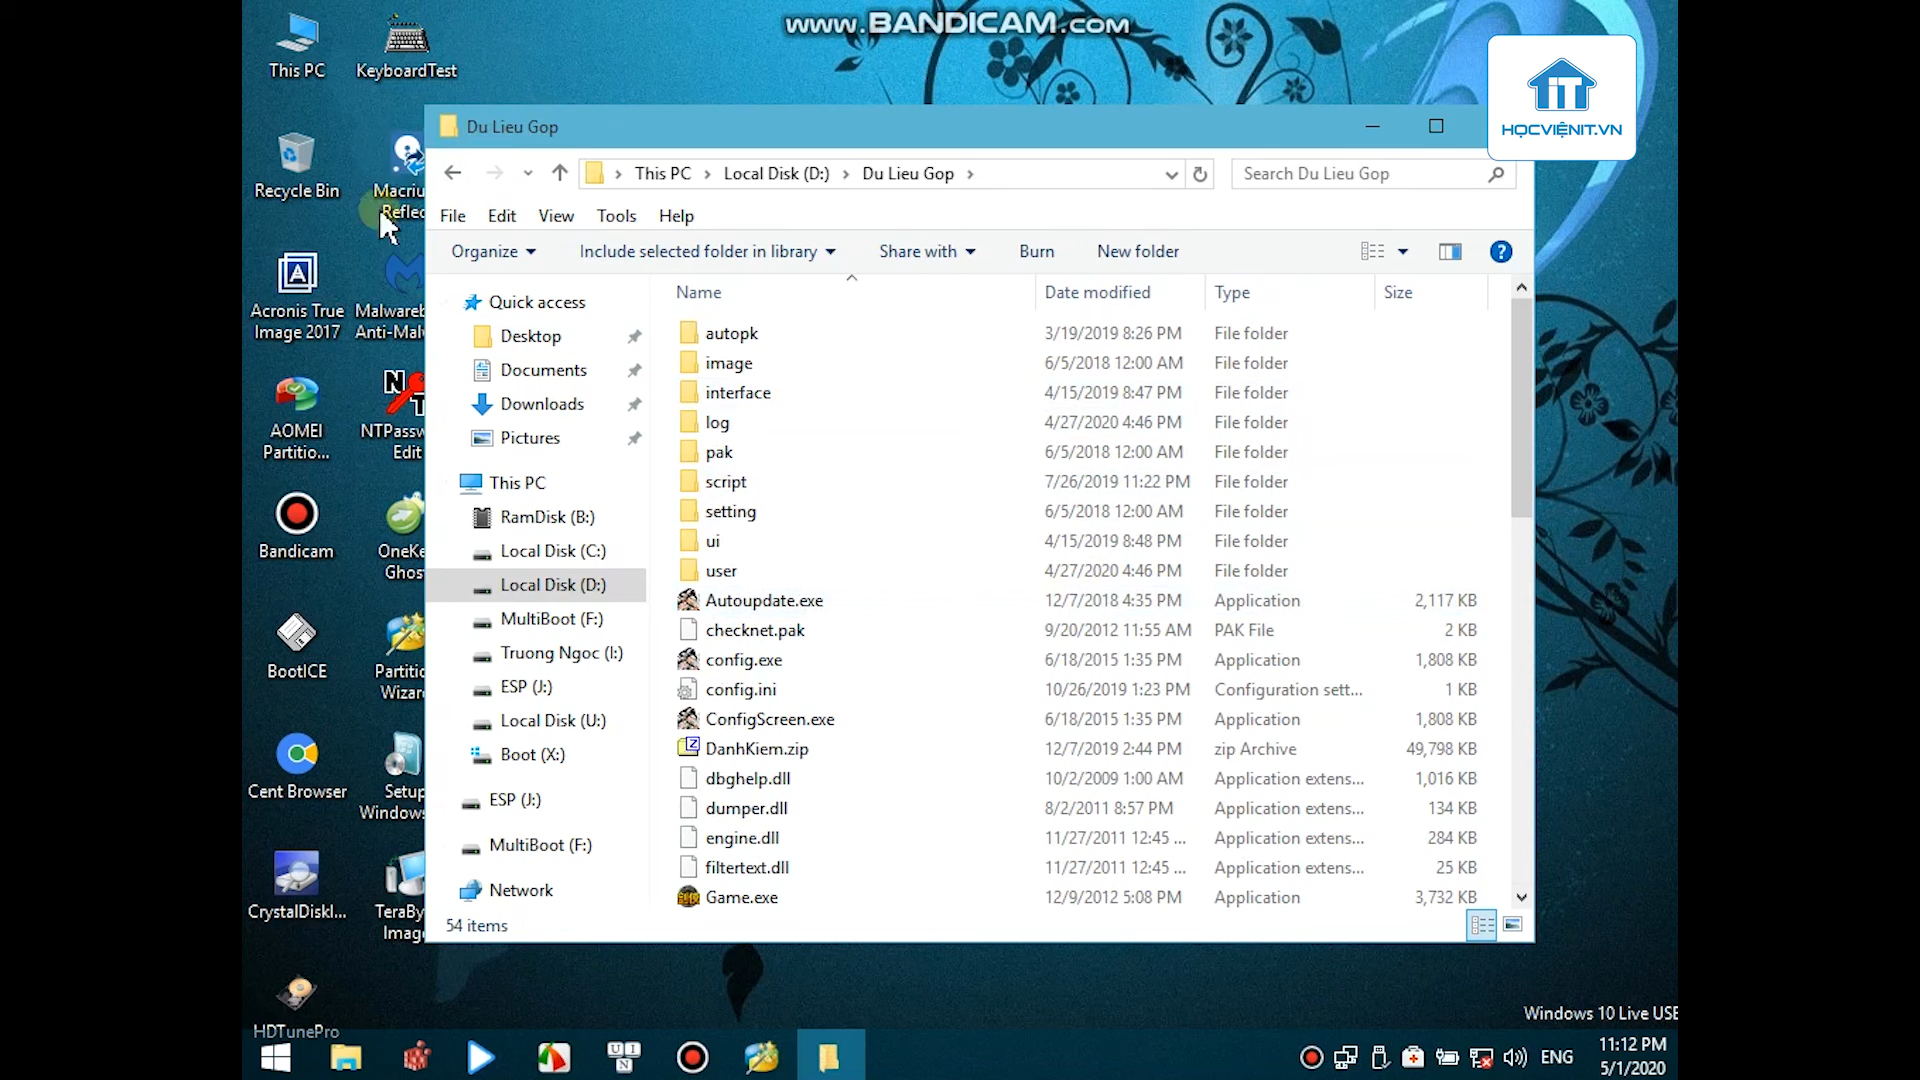 www.BANDICAM.com
HỌCVIỆNIT.VN
This PC
KeyboardTest
Recycle Bin
Macriu
Reflec
Acronis True
Image 2017
Malwareb
Anti-Malw
AOMEI
Partitio...
NTPassw
Edit
Bandicam
OneKe
Ghos
BootICE
Partitio
Wizar
Cent Browser
Setup
Windows
CrystalDiskI...
TeraBy
Imag
HDTunePro
Du Lieu Gop
This PC
Local Disk (D:)
Du Lieu Gop
Search Du Lieu Gop
File Edit View Tools Help
Organize Include selected folder in library Share with Burn New folder
Quick access
Desktop
Documents
Downloads
Pictures
This PC
RamDisk (B:)
Local Disk (C:)
Local Disk (D:)
MultiBoot (F:)
Truong Ngoc (I:)
ESP (J:)
Local Disk (U:)
Boot (X:)
ESP (J:)
MultiBoot (F:)
Network
Name Date modified Type Size
autopk 3/19/2019 8:26 PM File folder
image 6/5/2018 12:00 AM File folder
interface 4/15/2019 8:47 PM File folder
log 4/27/2020 4:46 PM File folder
pak 6/5/2018 12:00 AM File folder
script 7/26/2019 11:22 PM File folder
setting 6/5/2018 12:00 AM File folder
ui 4/15/2019 8:48 PM File folder
user 4/27/2020 4:46 PM File folder
Autoupdate.exe 12/7/2018 4:35 PM Application 2,117 KB
checknet.pak 9/20/2012 11:55 AM PAK File 2 KB
config.exe 6/18/2015 1:35 PM Application 1,808 KB
config.ini 10/26/2019 1:23 PM Configuration sett... 1 KB
ConfigScreen.exe 6/18/2015 1:35 PM Application 1,808 KB
DanhKiem.zip 12/7/2019 2:44 PM zip Archive 49,798 KB
dbghelp.dll 10/2/2009 1:00 AM Application extens... 1,016 KB
dumper.dll 8/2/2011 8:57 PM Application extens... 134 KB
engine.dll 11/27/2011 12:45 ... Application extens... 284 KB
filtertext.dll 11/27/2011 12:45 ... Application extens... 25 KB
Game.exe 12/9/2012 5:08 PM Application 3,732 KB
54 items
Windows 10 Live USB
U I N
ENG
11:12 PM
5/1/2020